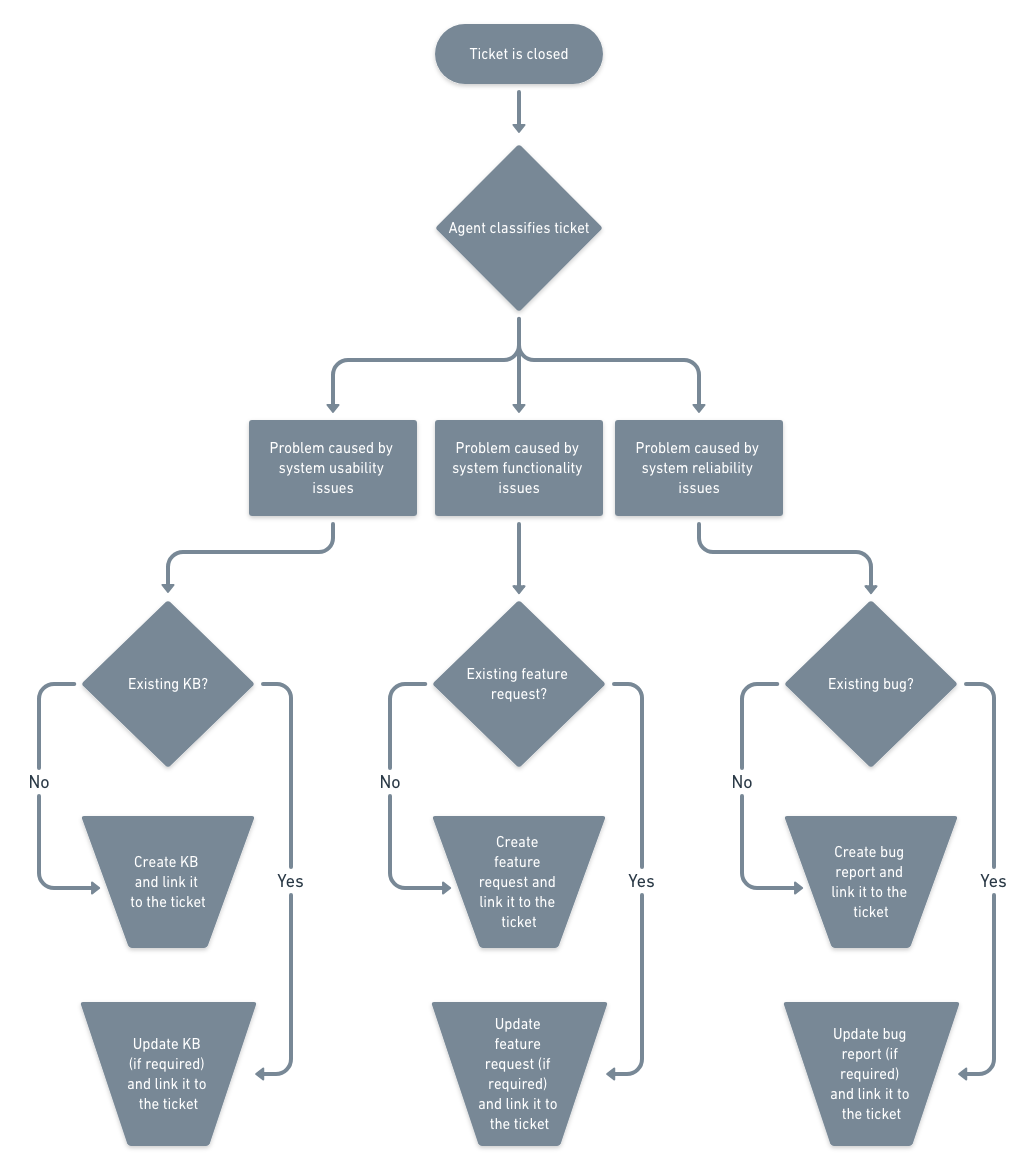 Ticket is closed
Agent classifies ticket
Problem caused by
system usability
issues
Problem caused by
system functionality
issues
Problem caused by
system reliability
issues
Existing KB?
Existing feature
request?
Existing bug?
No
No
No
Create KB
and link it
to the ticket
Yes
Create
feature
request and
link it to the
ticket
Yes
Create bug
report and
link it to the
ticket
Yes
Update KB
(if required)
and link it to
the ticket
Update
feature
request (if
required)
and link it to
the ticket
Update bug
report (if
required)
and link it to
the ticket